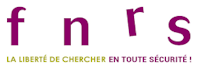 fnrs
LA LIBERTÉ DE CHERCHER EN TOUTE SÉCURITÉ !